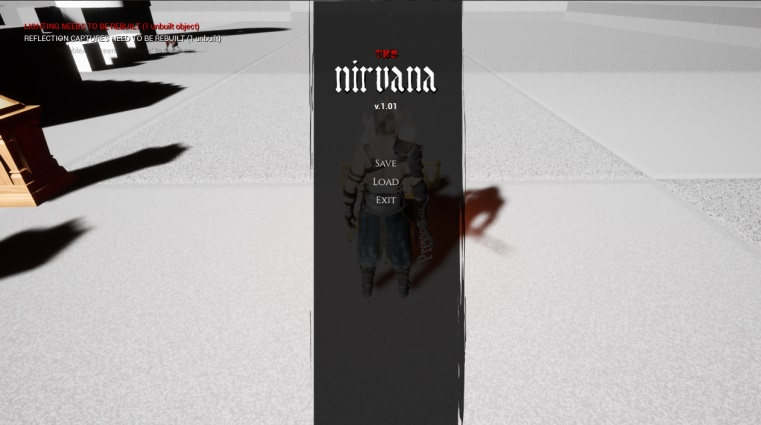 LIGHTING NEEDS TO BE REBUILT (1 unbuilt object)
REFLECTION CAPTURES NEED TO BE REBUILT (1 unbuilt)
nirvana
v.1.01
SAVE
LOAD
EXIT